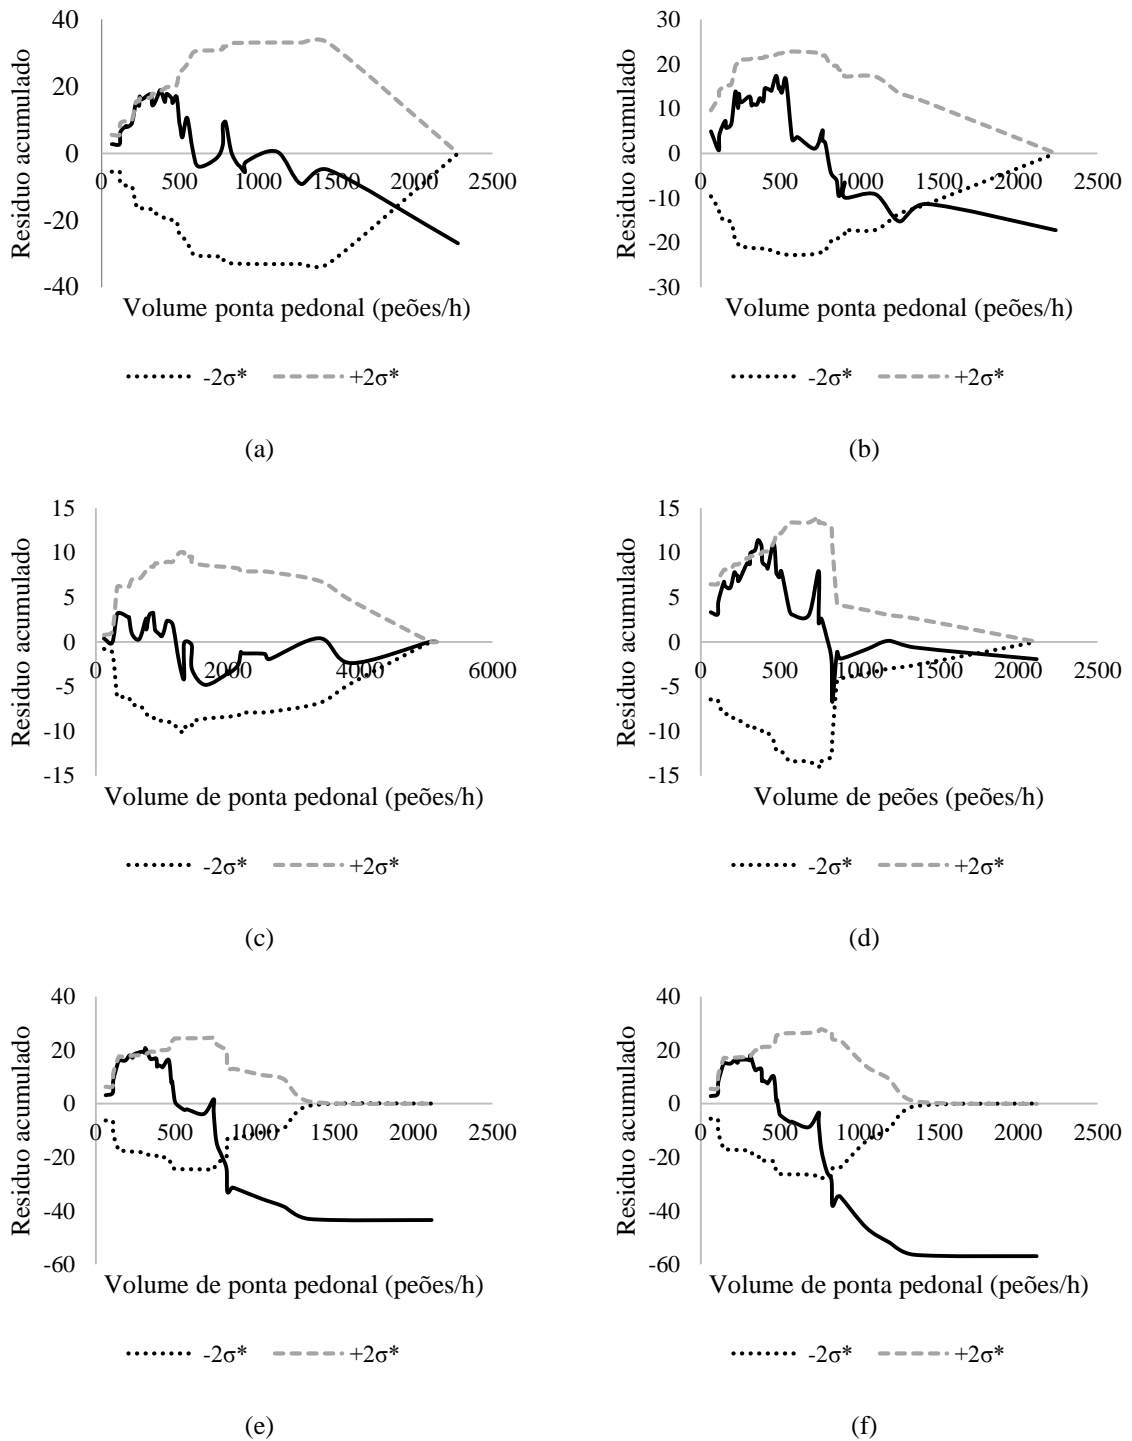 40
20
0
-20
-40
0
500
1000
1500
2000
2500
Residuo acumulado
Volume ponta pedonal (peões/h)
-2σ*
+2σ*
(a)
30
20
10
0
-10
-20
-30
0
500
1000
1500
2000
2500
Residuo acumulado
Volume ponta pedonal (peões/h)
-2σ*
+2σ*
(b)
15
10
5
0
-5
-10
-15
0
2000
4000
6000
Residuo acumulado
Volume de ponta pedonal (peões/h)
-2σ*
+2σ*
(c)
15
10
5
0
-5
-10
-15
0
500
1000
1500
2000
2500
Residuo acumulado
Volume de peões (peões/h)
-2σ*
+2σ*
(d)
40
20
0
-20
-40
-60
0
500
1000
1500
2000
2500
Residuo acumulado
Volume de ponta pedonal (peões/h)
-2σ*
+2σ*
(e)
40
20
0
-20
-40
-60
0
500
1000
1500
2000
2500
Residuo acumulado
Volume de ponta pedonal (peões/h)
-2σ*
+2σ*
(f)